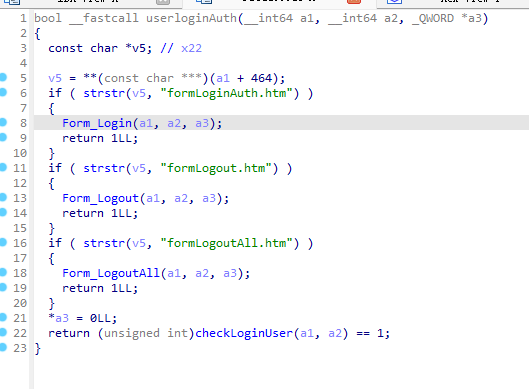 1 bool __fastcall userloginAuth(__int64 a1, __int64 a2, _QWORD *a3)
2 {
3   const char *v5; // x22
4
5   v5 = **(const char ***)(a1 + 464);
6   if ( strstr(v5, "formLoginAuth.htm") )
7   {
8     Form_Login(a1, a2, a3);
9     return 1LL;
10   }
11   if ( strstr(v5, "formLogout.htm") )
12   {
13     Form_Logout(a1, a2, a3);
14     return 1LL;
15   }
16   if ( strstr(v5, "formLogoutAll.htm") )
17   {
18     Form_LogoutAll(a1, a2, a3);
19     return 1LL;
20   }
21   *a3 = 0LL;
22   return (unsigned int)checkLoginUser(a1, a2) == 1;
23 }